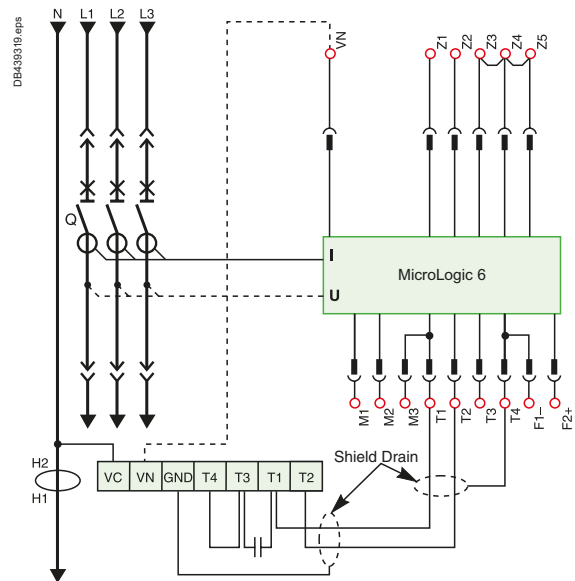 DB439319.eps
N L1 L2 L3
VN Z1 Z2 Z3 Z4 Z5
Q
I
MicroLogic 6
U
M1 M2 M3 T1 T2 T3 T4 F1– F2+
Shield Drain
H2
H1
VC VN GND T4 T3 T1 T2